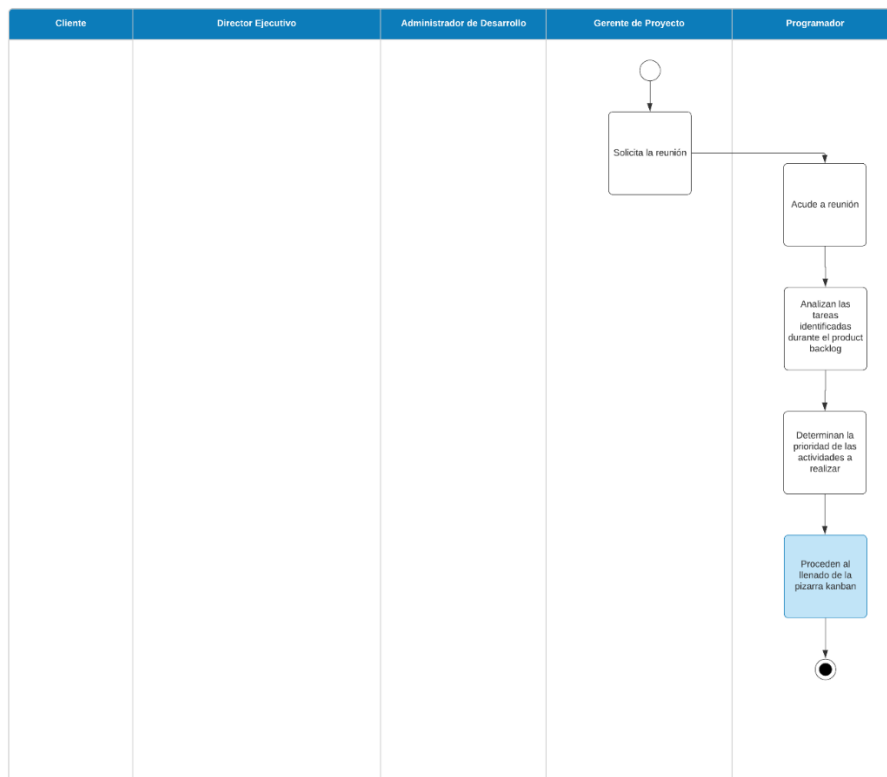 Cliente
Director Ejecutivo
Administrador de Desarrollo
Gerente de Proyecto
Programador
Solicita la reunión
Acude a reunión
Analizan las
tareas
identificadas
durante el product
backlog
Determinan la
prioridad de las
actividades a
realizar
Proceden al
llenado de la
pizarra kanban